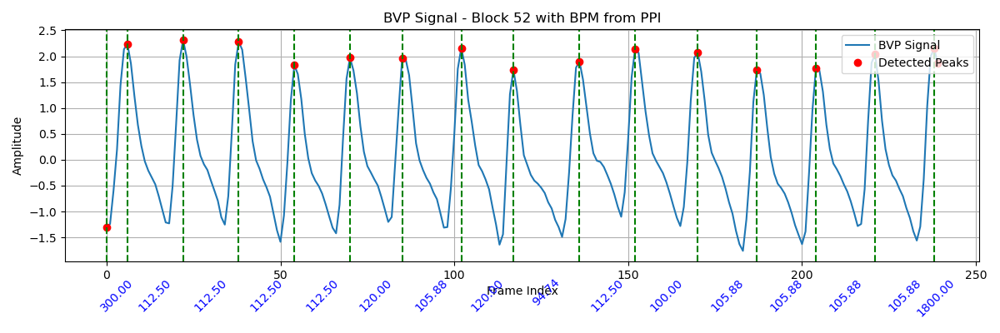 BVP Signal - Block 52 with BPM from PPI
2.5
2.0
1.5
1.0
0.5
0.0
−0.5
−1.0
−1.5
Amplitude
BVP Signal
Detected Peaks
0 50 100 150 200 250
Frame Index
300.00 112.50 112.50 112.50 112.50 120.00 105.88 120.00 94.74 112.50 100.00 105.88 105.88 105.88 105.88 1800.00